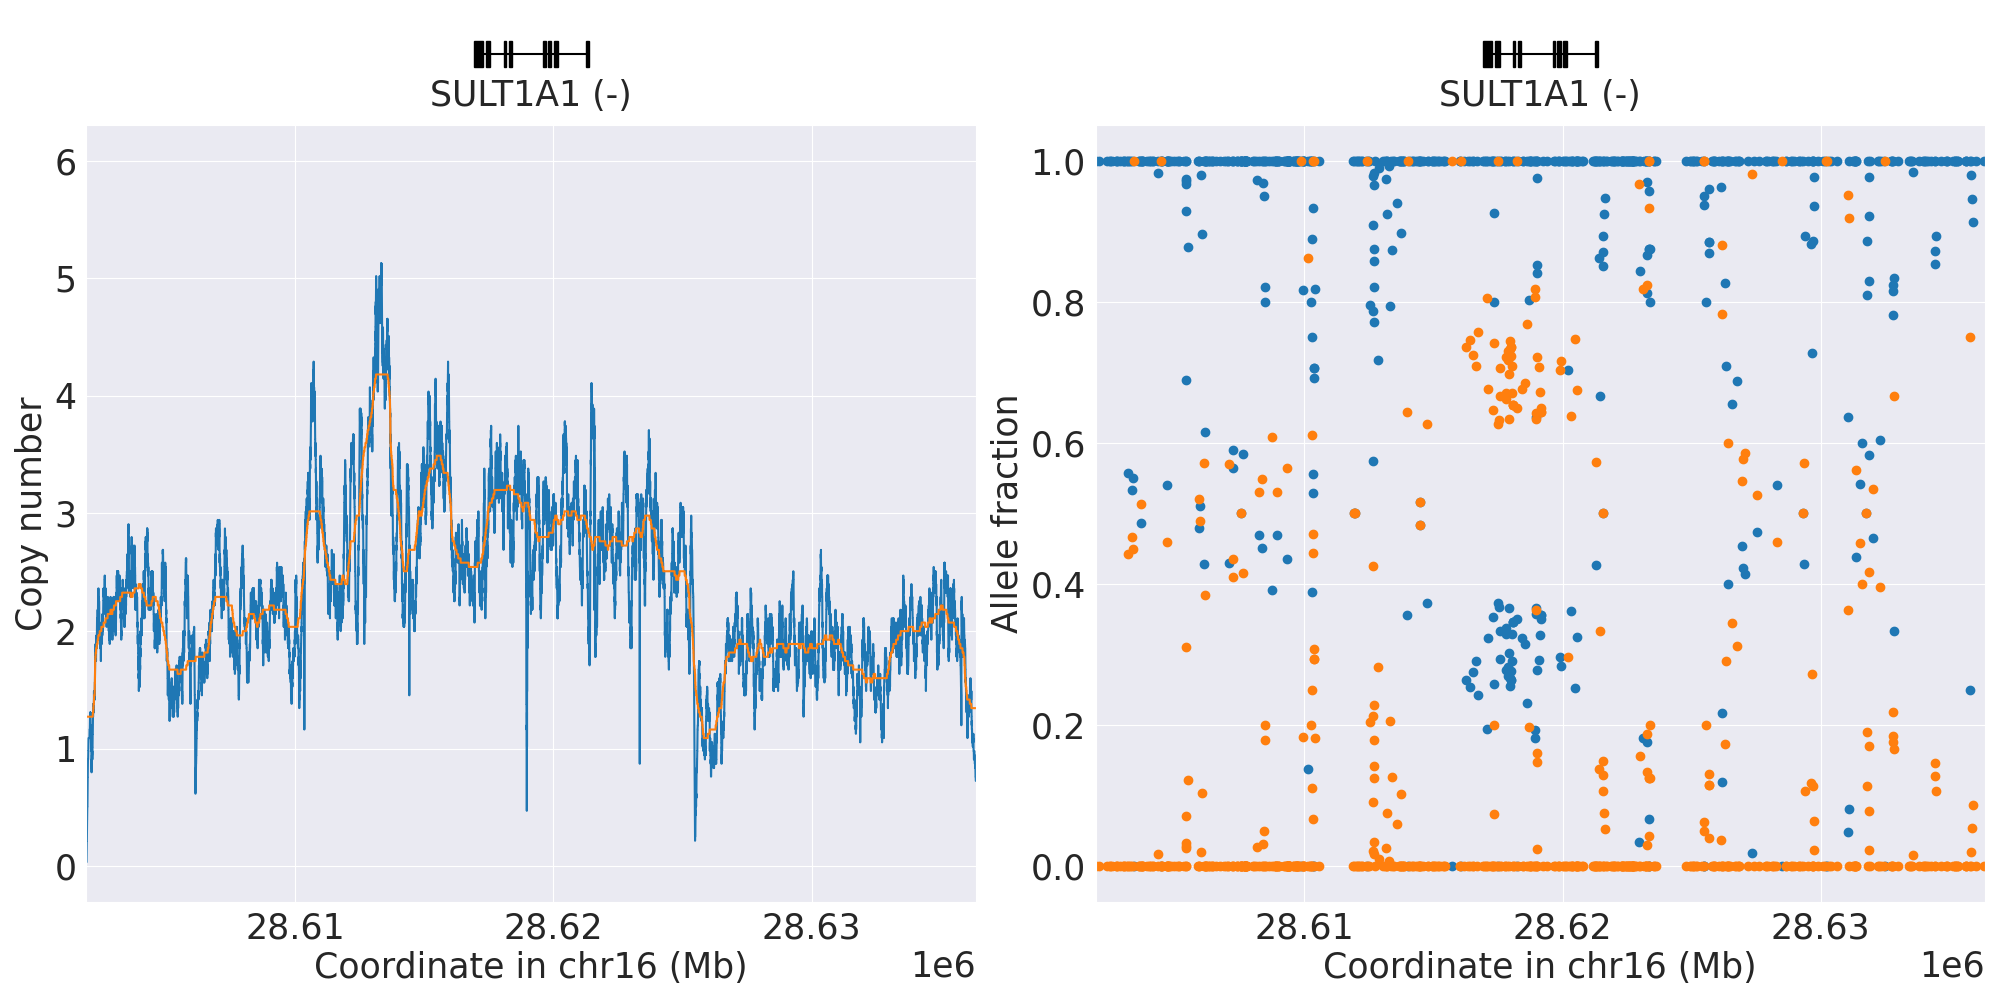 SULT1A1 (-)
SULT1A1 (-)
Copy number
6
5
4
3
2
1
0
28.61
28.62
28.63
Coordinate in chr16 (Mb)
1e6
Allele fraction
1.0
0.8
0.6
0.4
0.2
0.0
28.61
28.62
28.63
Coordinate in chr16 (Mb)
1e6